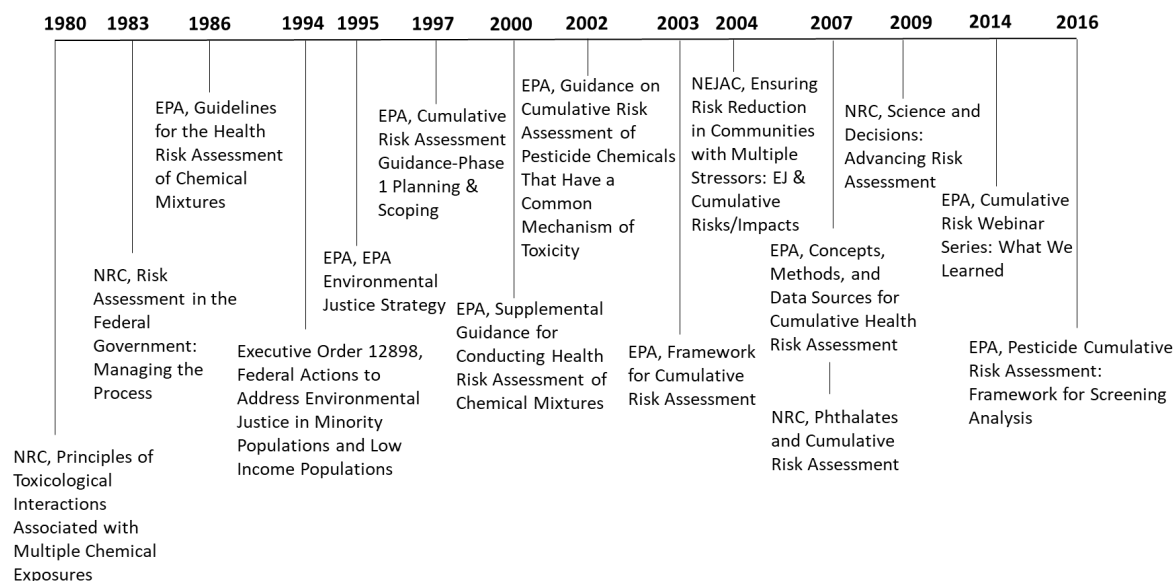 1980 1983 1986 1994 1995 1997 2000 2002 2003 2004 2007 2009 2014 2016
NRC, Principles of
Toxicological
Interactions
Associated with
Multiple Chemical
Exposures
NRC, Risk
Assessment in the
Federal
Government:
Managing the
Process
EPA, Guidelines
for the Health
Risk Assessment
of Chemical
Mixtures
Executive Order 12898,
Federal Actions to
Address Environmental
Justice in Minority
Populations and Low
Income Populations
EPA, EPA
Environmental
Justice Strategy
EPA, Cumulative
Risk Assessment
Guidance-Phase
1 Planning &
Scoping
EPA, Supplemental
Guidance for
Conducting Health
Risk Assessment of
Chemical Mixtures
EPA, Guidance on
Cumulative Risk
Assessment of
Pesticide Chemicals
That Have a
Common
Mechanism of
Toxicity
EPA, Framework
for Cumulative
Risk Assessment
NEJAC, Ensuring
Risk Reduction
in Communities
with Multiple
Stressors: EJ &
Cumulative
Risks/Impacts
EPA, Concepts,
Methods, and
Data Sources for
Cumulative Health
Risk Assessment
NRC, Phthalates
and Cumulative
Risk Assessment
NRC, Science and
Decisions:
Advancing Risk
Assessment
EPA, Cumulative
Risk Webinar
Series: What We
Learned
EPA, Pesticide Cumulative
Risk Assessment:
Framework for Screening
Analysis